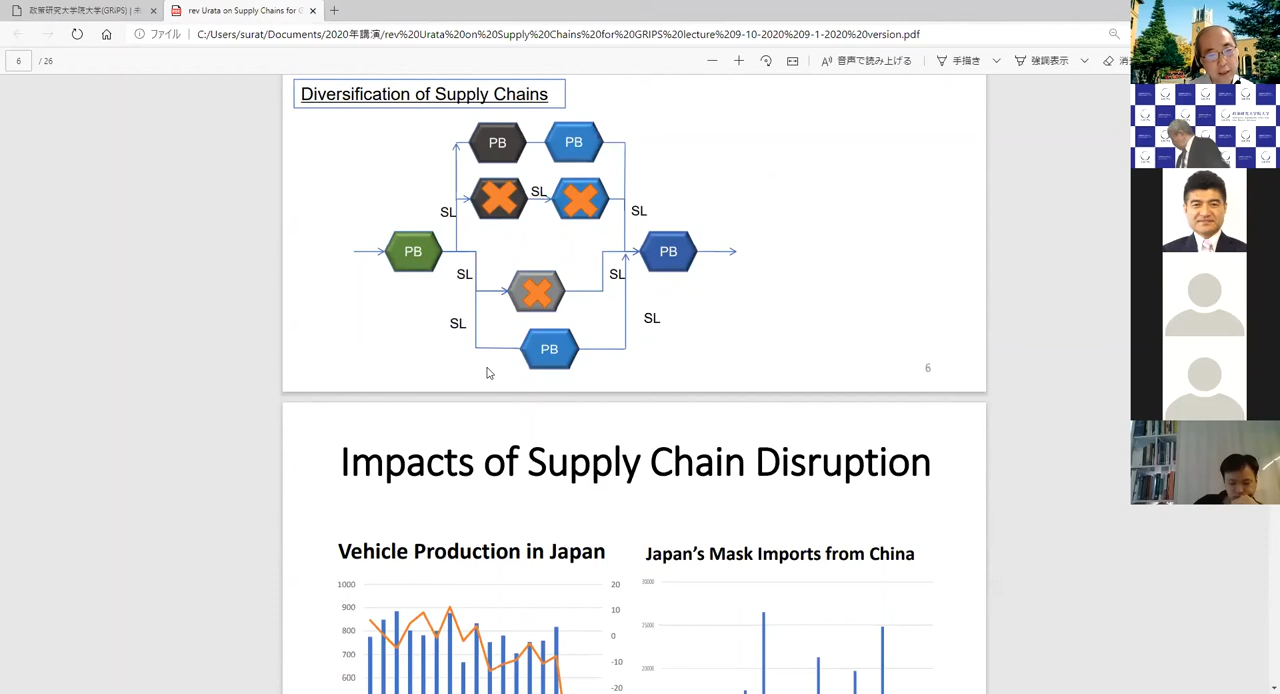 政策研究大学院大学(GRIPS) | 未
rev Urata on Supply Chains for G
ファイル
C:/Users/surat/Documents/2020年講演/rev%20Urata%20on%20Supply%20Chains%20for%20GRIPS%20lecture%209-10-2020%209-1-2020%20version.pdf
6 / 26
音声で読み上げる
手描き
強調表示
Diversification of Supply Chains
PB PB
SL
SL SL
PB PB
SL SL
SL SL
PB
6
Impacts of Supply Chain Disruption
Vehicle Production in Japan
Japan's Mask Imports from China
1000
900
800
700
600
20
10
0
-10
-20
30000
25000
20000